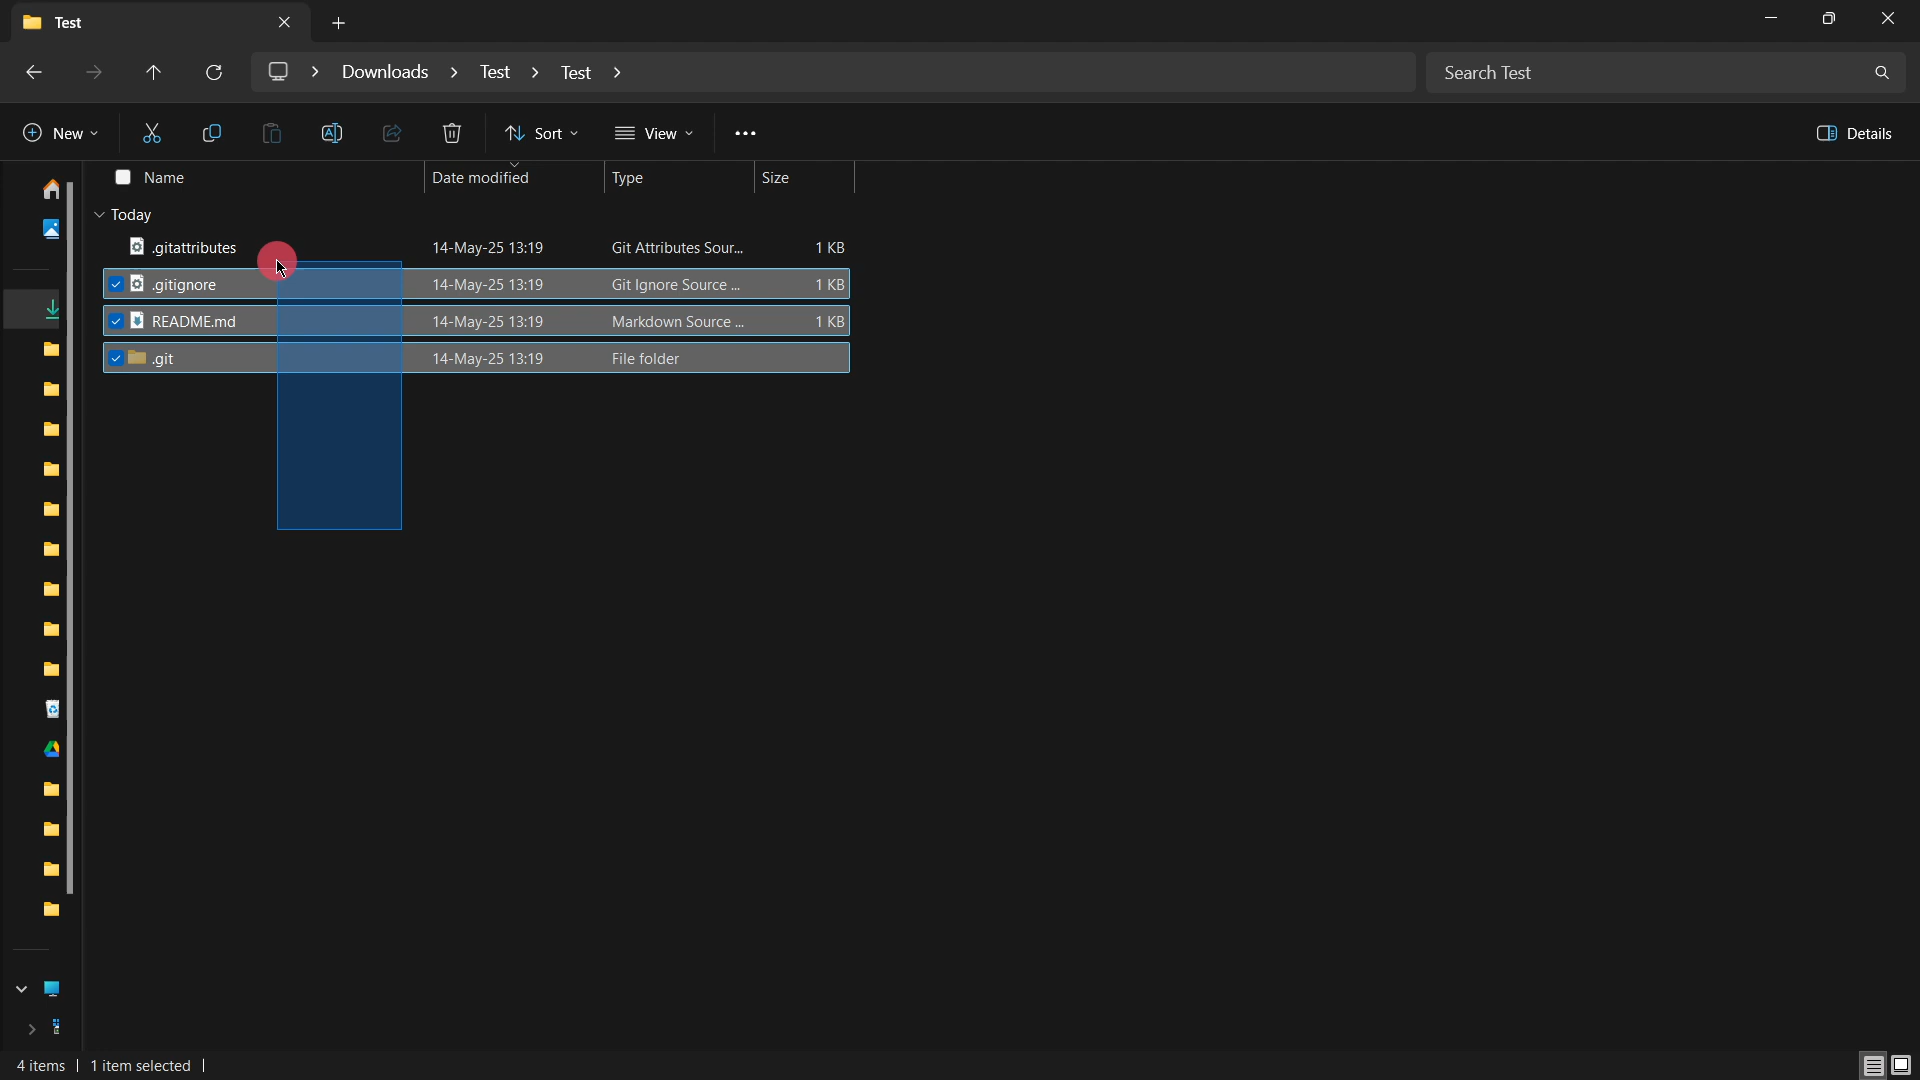 Test
Downloads > Test > Test >
Search Test
New
Sort
View
Details
Name Date modified Type Size
Today
.gitattributes 14-May-25 13:19 Git Attributes Sour... 1 KB
.gitignore 14-May-25 13:19 Git Ignore Source ... 1 KB
README.md 14-May-25 13:19 Markdown Source ... 1 KB
.git 14-May-25 13:19 File folder
4 items 1 item selected